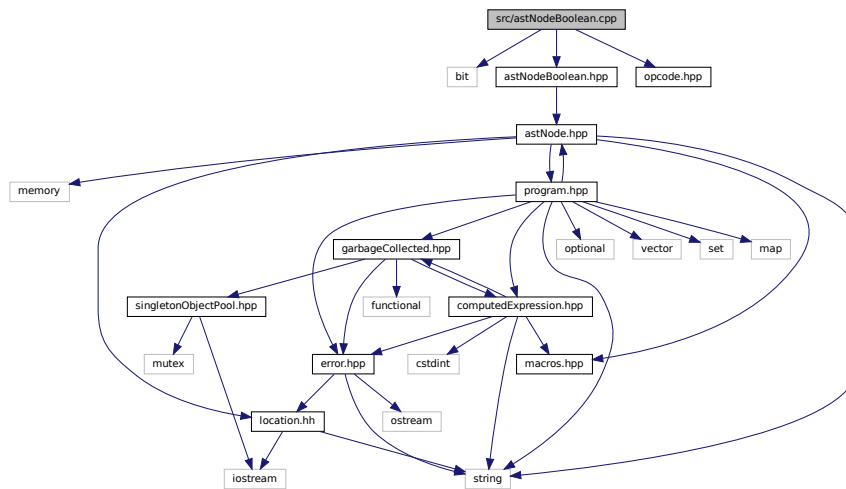 src/astNodeBoolean.cpp
bit
astNodeBoolean.hpp
opcode.hpp
astNode.hpp
memory
program.hpp
garbageCollected.hpp
optional
vector
set
map
singletonObjectPool.hpp
functional
computedExpression.hpp
mutex
error.hpp
cstdint
macros.hpp
location.hh
ostream
iostream
string